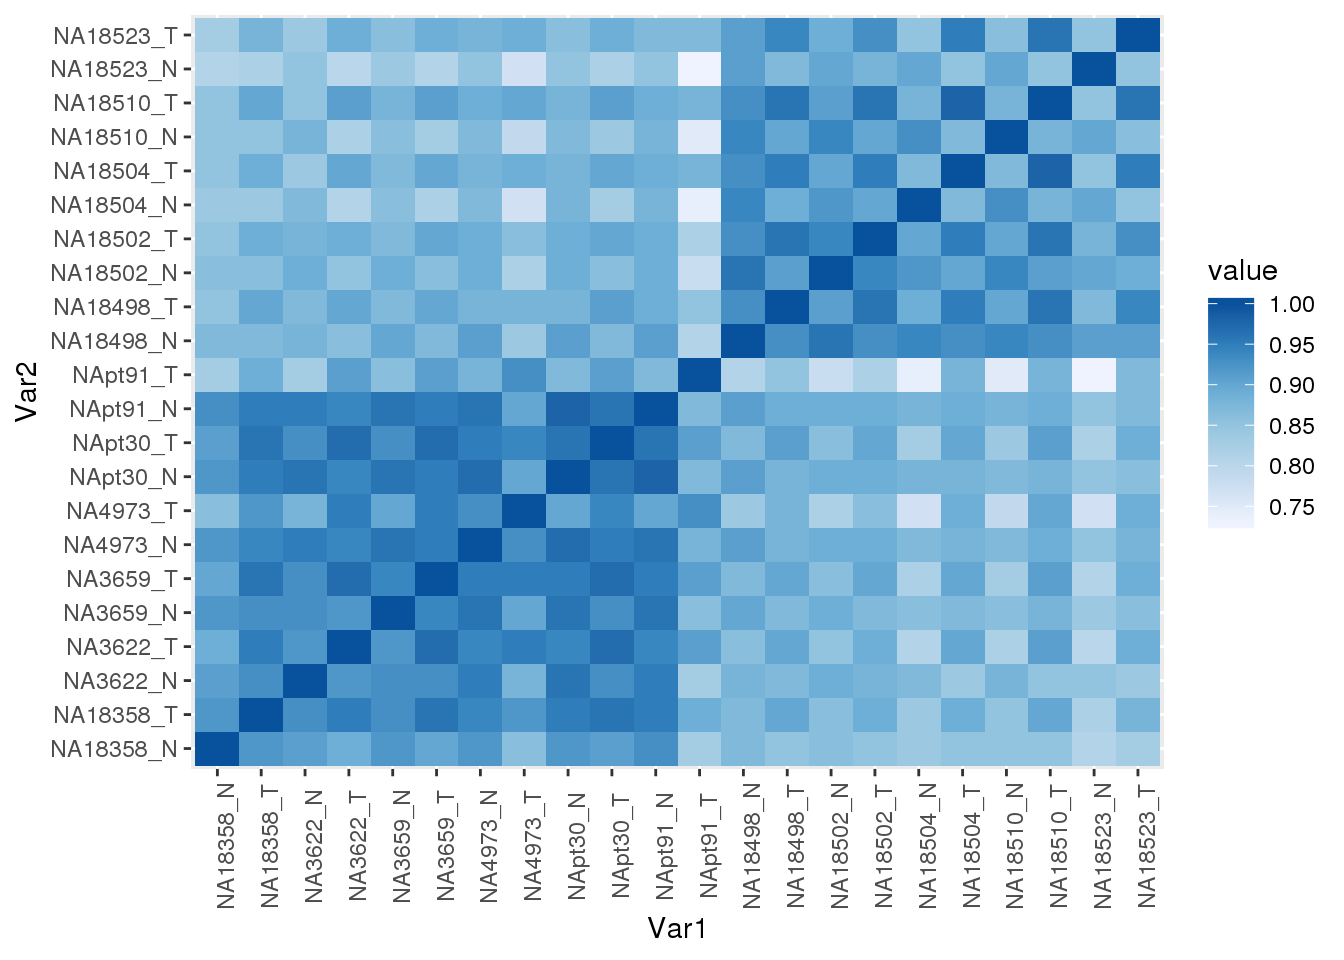 NA18523_T
NA18523_N
NA18510_T
NA18510_N
NA18504_T
NA18504_N
NA18502_T
NA18502_N
NA18498_T
NA18498_N
NApt91_T
NApt91_N
NApt30_T
NApt30_N
NA4973_T
NA4973_N
NA3659_T
NA3659_N
NA3622_T
NA3622_N
NA18358_T
NA18358_N
Var2
NA18358_N
NA18358_T
NA3622_N
NA3622_T
NA3659_N
NA3659_T
NA4973_N
NA4973_T
NApt30_N
NApt30_T
NApt91_N
NApt91_T
NA18498_N
NA18498_T
NA18502_N
NA18502_T
NA18504_N
NA18504_T
NA18510_N
NA18510_T
NA18523_N
NA18523_T
Var1
value
1.00
0.95
0.90
0.85
0.80
0.75